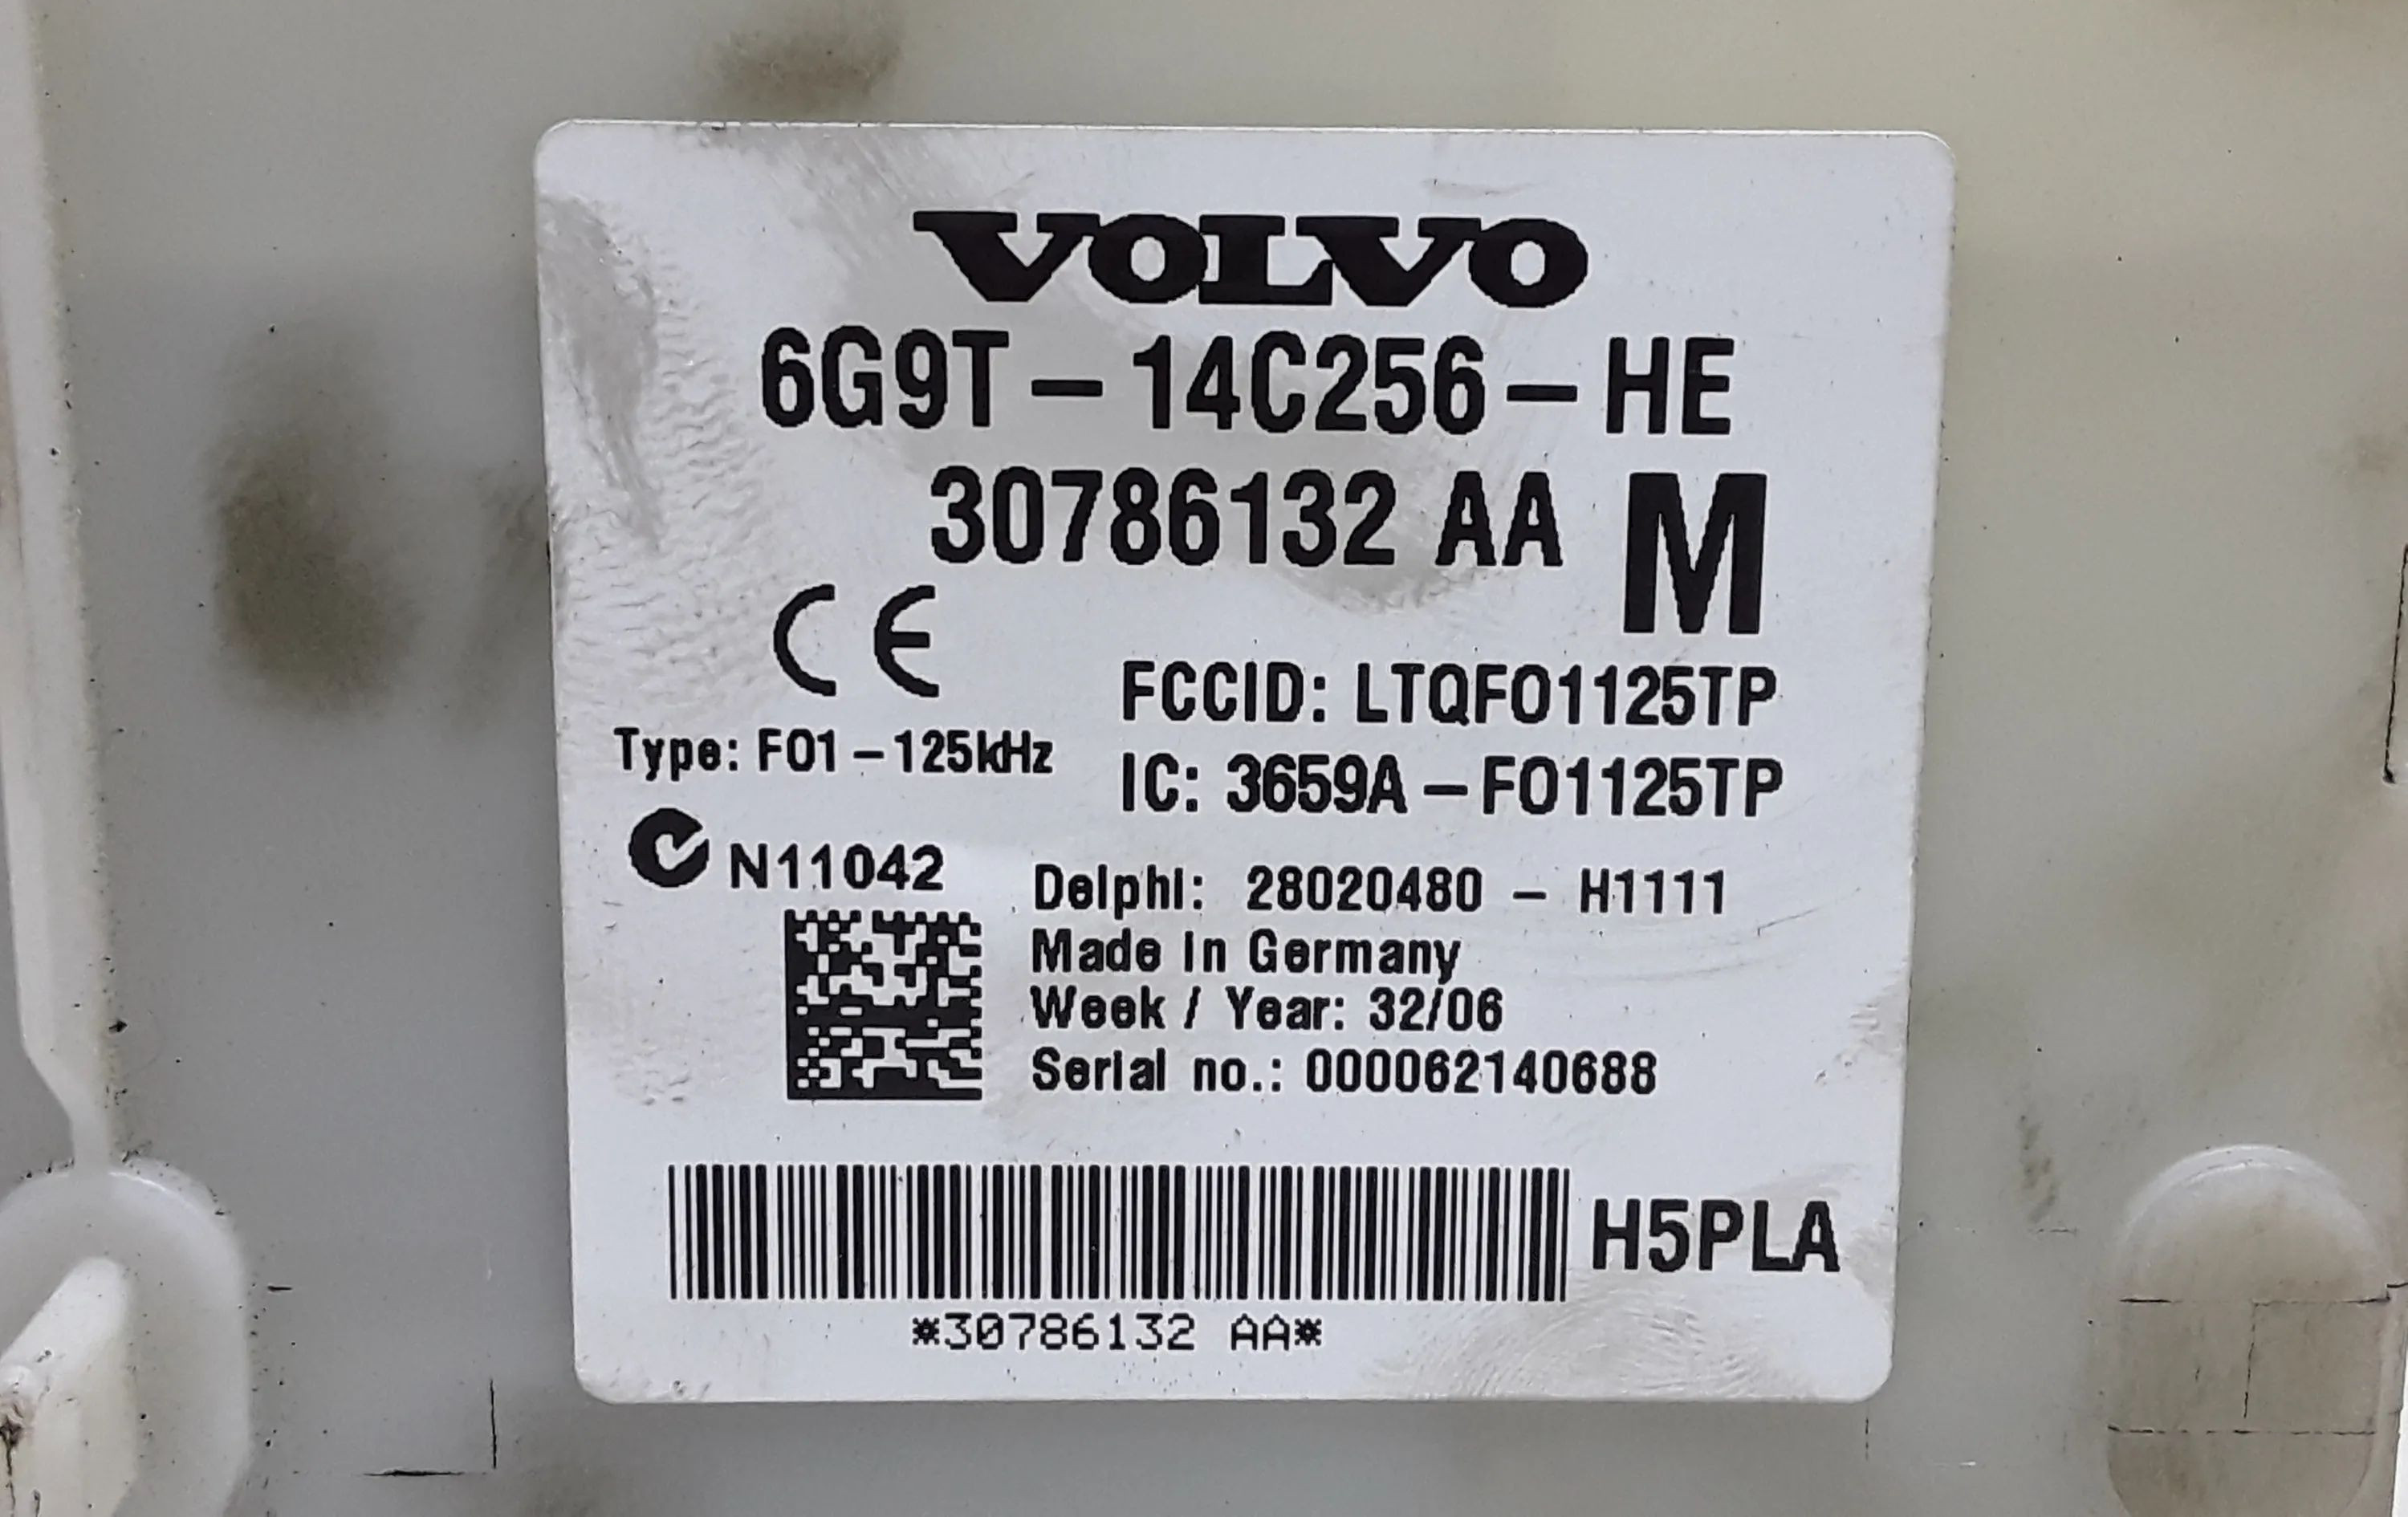 VOLVO
6G9T-14C256-HE
30786132 AA M
CE
FCCID: LTQFO1125TP
Type: FO1-125kHz
IC: 3659A-FO1125TP
N11042
Delphi: 28020480 - H1111
Made In Germany
Week / Year: 32/06
Serial no.: 000062140688
H5PLA
*30786132 AA*